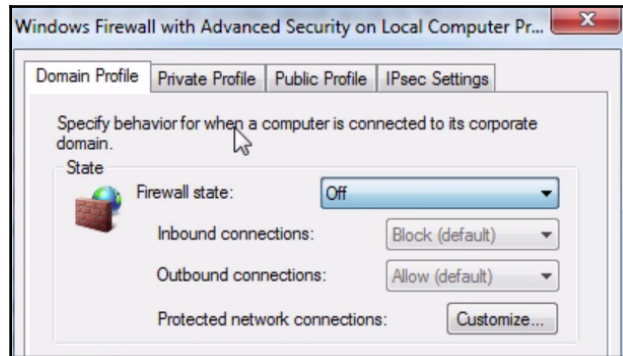 Windows Firewall with Advanced Security on Local Computer Pr...
Domain Profile Private Profile Public Profile IPsec Settings
Specify behavior for when a computer is connected to its corporate
domain.
State
Firewall state: Off
Inbound connections: Block (default)
Outbound connections: Allow (default)
Protected network connections: Customize...